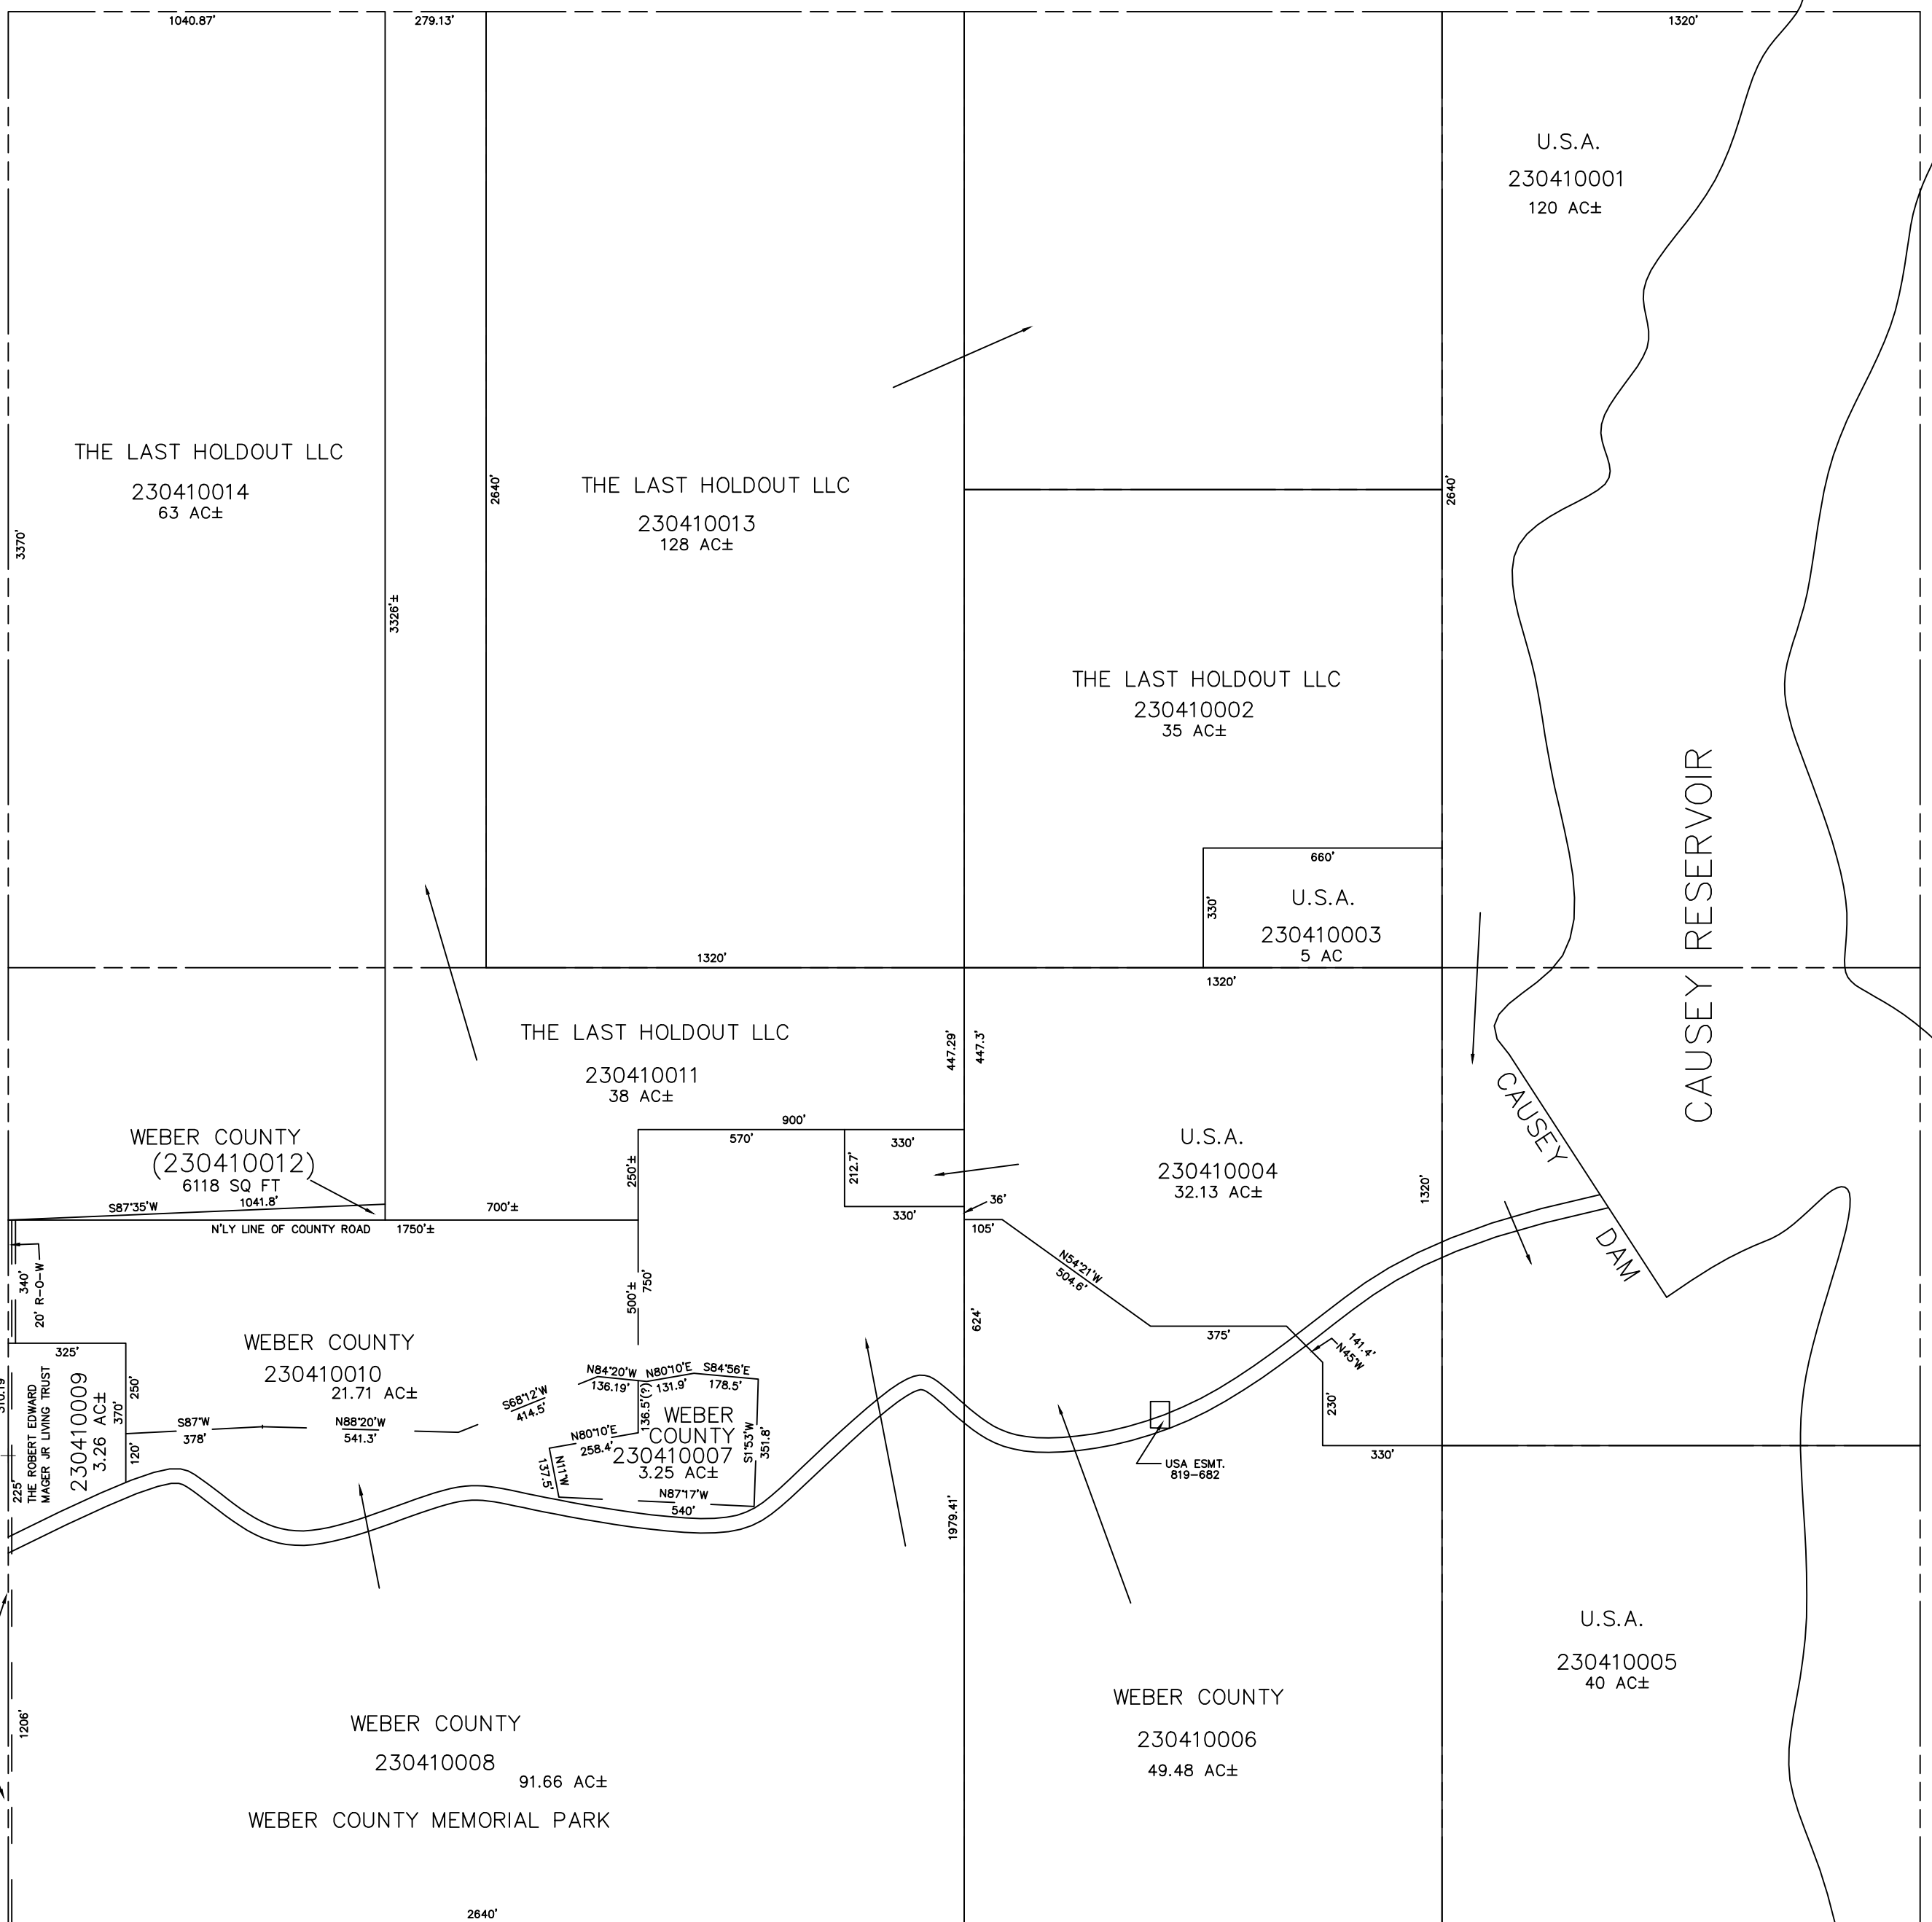 1040.87'
279.13'
1320'
U.S.A.
230410001
120 AC±
THE LAST HOLDOUT LLC
230410014
63 AC±
3370'
3326'±
2640'
THE LAST HOLDOUT LLC
230410013
128 AC±
2640'
THE LAST HOLDOUT LLC
230410002
35 AC±
660'
330'
U.S.A.
230410003
5 AC
CAUSEY RESERVOIR
1320'
1320'
THE LAST HOLDOUT LLC
230410011
38 AC±
447.29'
447.3'
WEBER COUNTY
(230410012)
6118 SQ FT
S87°35'W
1041.8'
N'LY LINE OF COUNTY ROAD
1750'±
700'±
900'
570'
330'
250'±
212.7'
330'
36'
105'
U.S.A.
230410004
32.13 AC±
1320'
CAUSEY
DAM
N54°21'W
504.6'
375'
141.4'
N45°W
230'
330'
340'
20' R-O-W
325'
THE ROBERT EDWARD
MAGER JR LIVING TRUST
230410009
3.26 AC±
250'
370'
120'
225'
WEBER COUNTY
230410010
21.71 AC±
500'±
750'
624'
S87°W
378'
N88°20'W
541.3'
S68°12'W
414.5'
N84°20'W
136.19'
N80°10'E
131.9'
S84°56'E
178.5'
136.5'(?)
N80°10'E
258.4'
N11°W
137.5'
WEBER
COUNTY
230410007
3.25 AC±
S1°53'W
351.8'
N87°17'W
540'
1979.41'
USA ESMT.
819-682
U.S.A.
230410005
40 AC±
WEBER COUNTY
230410006
49.48 AC±
1206'
WEBER COUNTY
230410008
91.66 AC±
WEBER COUNTY MEMORIAL PARK
2640'